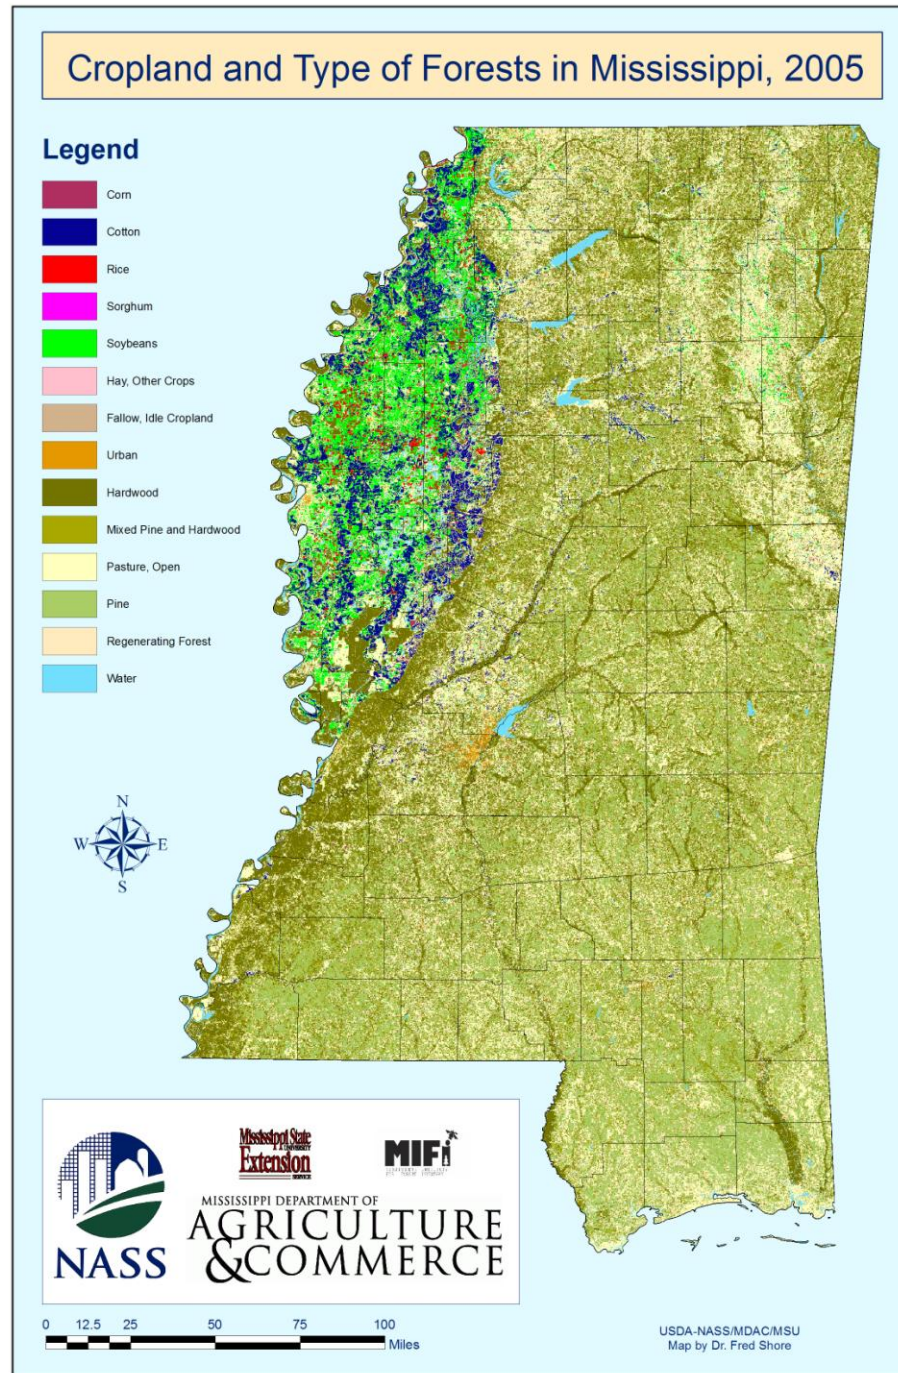 Cropland and Type of Forests in Mississippi, 2005
Legend
Corn
Cotton
Rice
Sorghum
Soybeans
Hay, Other Crops
Fallow, Idle Cropland
Urban
Hardwood
Mixed Pine and Hardwood
Pasture, Open
Pine
Regenerating Forest
Water
N
W E
S
NASS
Mississippi State
UNIVERSITY
Extension
SERVICE
MIFi
MISSISSIPPI DEPARTMENT OF
AGRICULTURE
&COMMERCE
0 12.5 25 50 75 100
Miles
USDA-NASS/MDAC/MSU
Map by Dr. Fred Shore